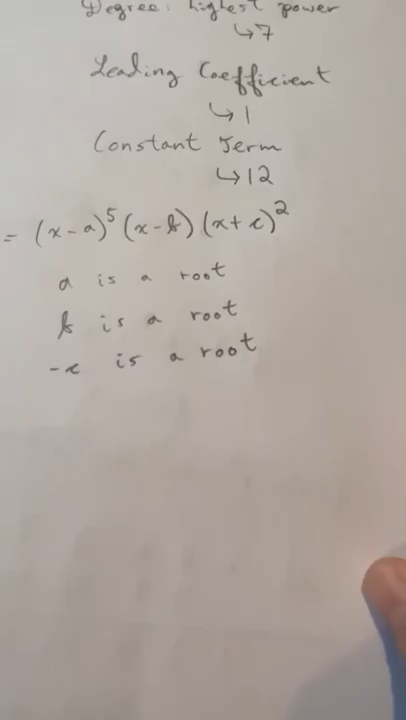 Degree: highest power
↳7
Leading Coefficient
↳1
Constant Term
↳12
= (x-a)⁵(x-b)(x+c)²
a is a root
b is a root
-c is a root